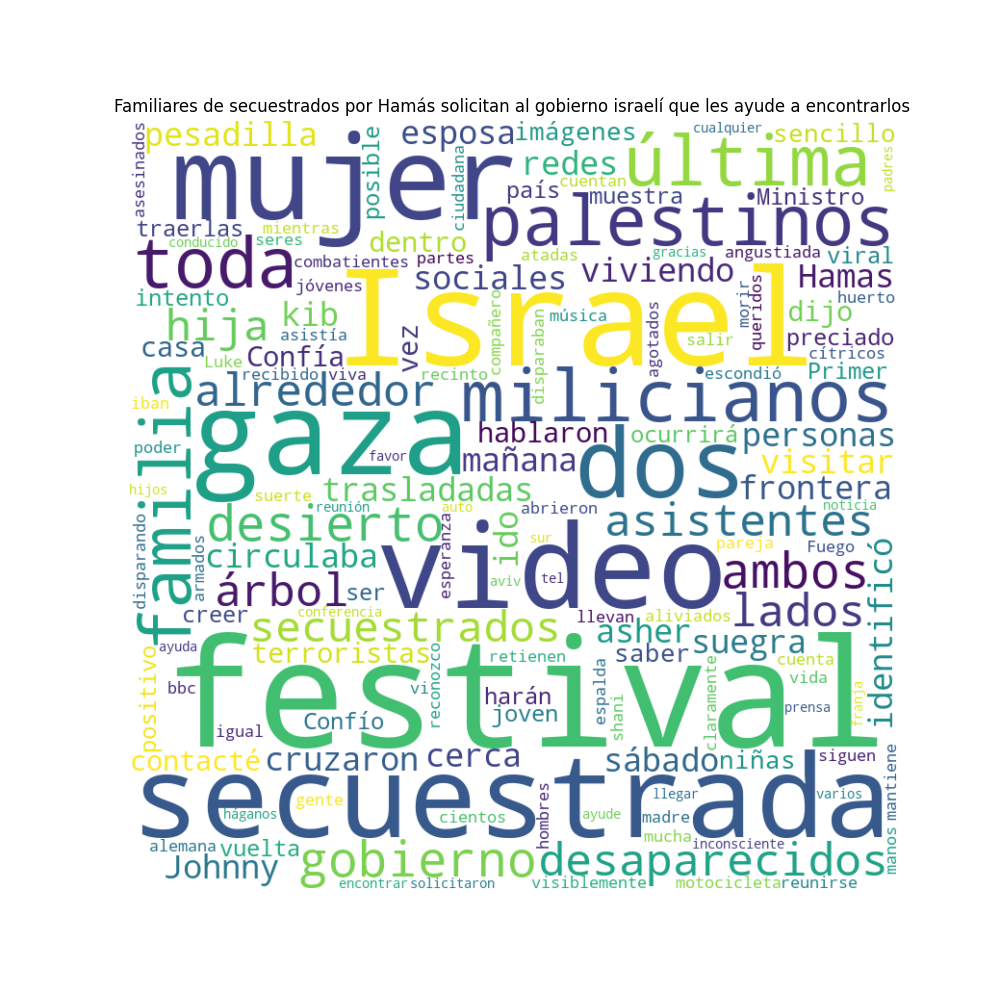 Familiares de secuestrados por Hamás solicitan al gobierno israelí que les ayude a encontrarlos
asesinados
pesadilla
mujer
posible
esposa
imágenes
ciudadana
redes
cuentan
última
cualquier
sencillo
padres
país
muestra
Ministro
palestinos
traerlas
mientras
conducido
seres
dentro
toda
combatientes
partes
atadas
gracias
angustiada
viral
jóvenes
sociales
viviendo
Hamas
intento
Israel
huerto
hija
kib
asistía
vez
compañero
música
disparaban
agotados
salir
morir
queridos
dijo
preciado
casa
Luke
Confía
recibido
viva
recinto
escondió
Primer
cítricos
familia
alrededor
milicianos
iban
gaza
hablaron
dos
ocurrirá
personas
poder
favor
mañana
visitar
hijos
suerte
trasladadas
frontera
reunión
auto
abrieron
noticia
desierto
esperanza
sur
ido
asistentes
disparando
armados
circulaba
video
pareja
Fuego
identificó
árbol
ser
aviv
tel
ambos
creer
conferencia
llevan
aliviados
lados
ayuda
secuestrados
asher
suegra
positivo
terroristas
reconozco
retienen
saber
cuenta
bbc
vi
harán
espalda
claramente
vida
franja
festival
igual
Confío
joven
shani
prensa
contacté
cruzaron
cerca
sábado
niñas
siguen
mantiene
secuestrada
gente
llegar
varios
háganos
cientos
hombres
ayude
madre
mucha
inconsciente
manos
alemana
vuelta
Johnny
gobierno
desaparecidos
encontrar
solicitaron
visiblemente
motocicleta
reunirse